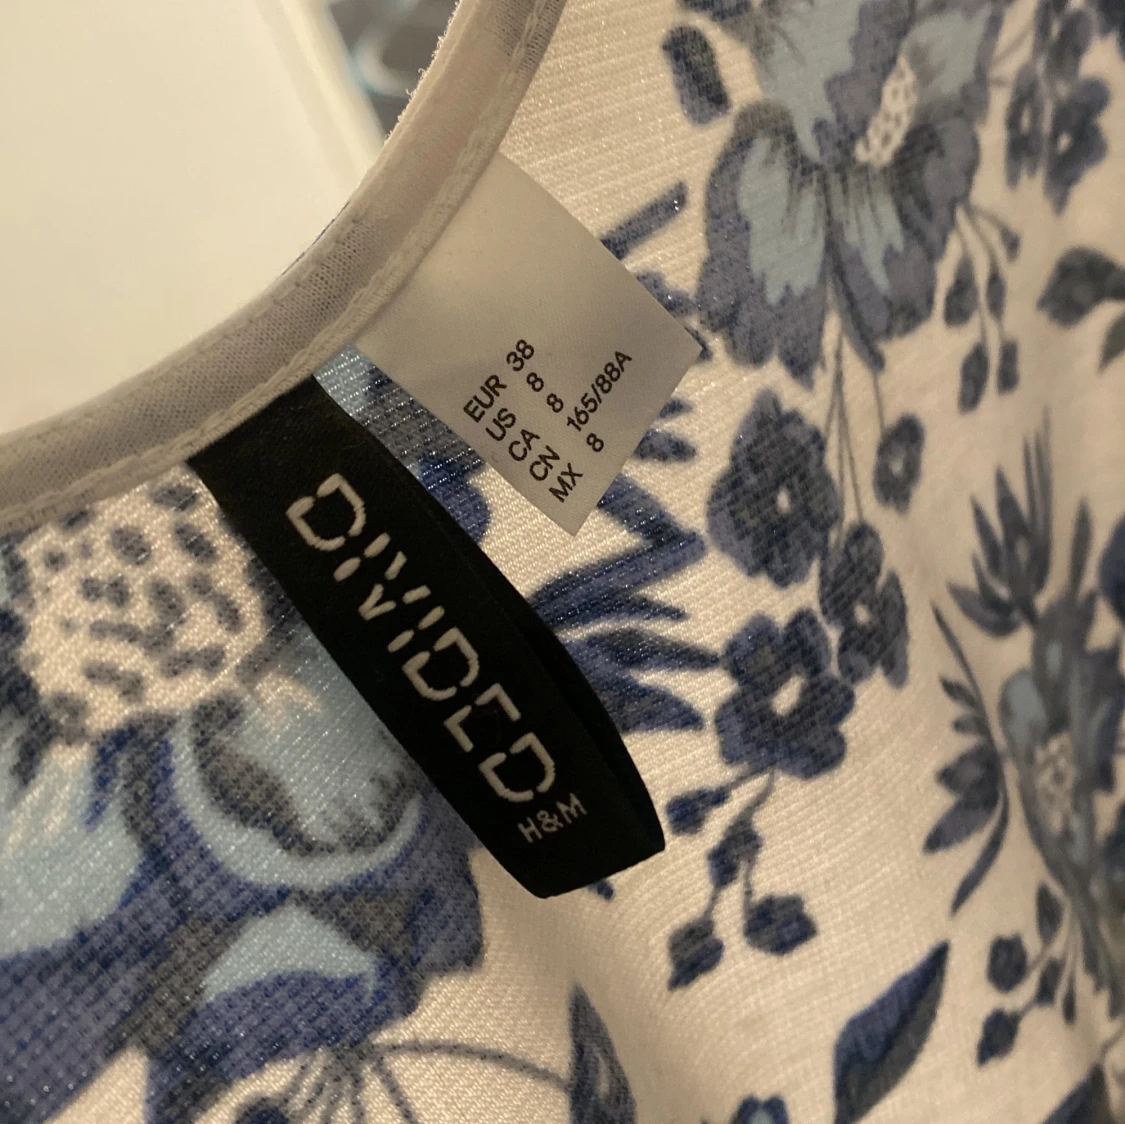 EUR 38
US 8
CA 8
CN 165/88A
MX 8
DIVIDED
H&M